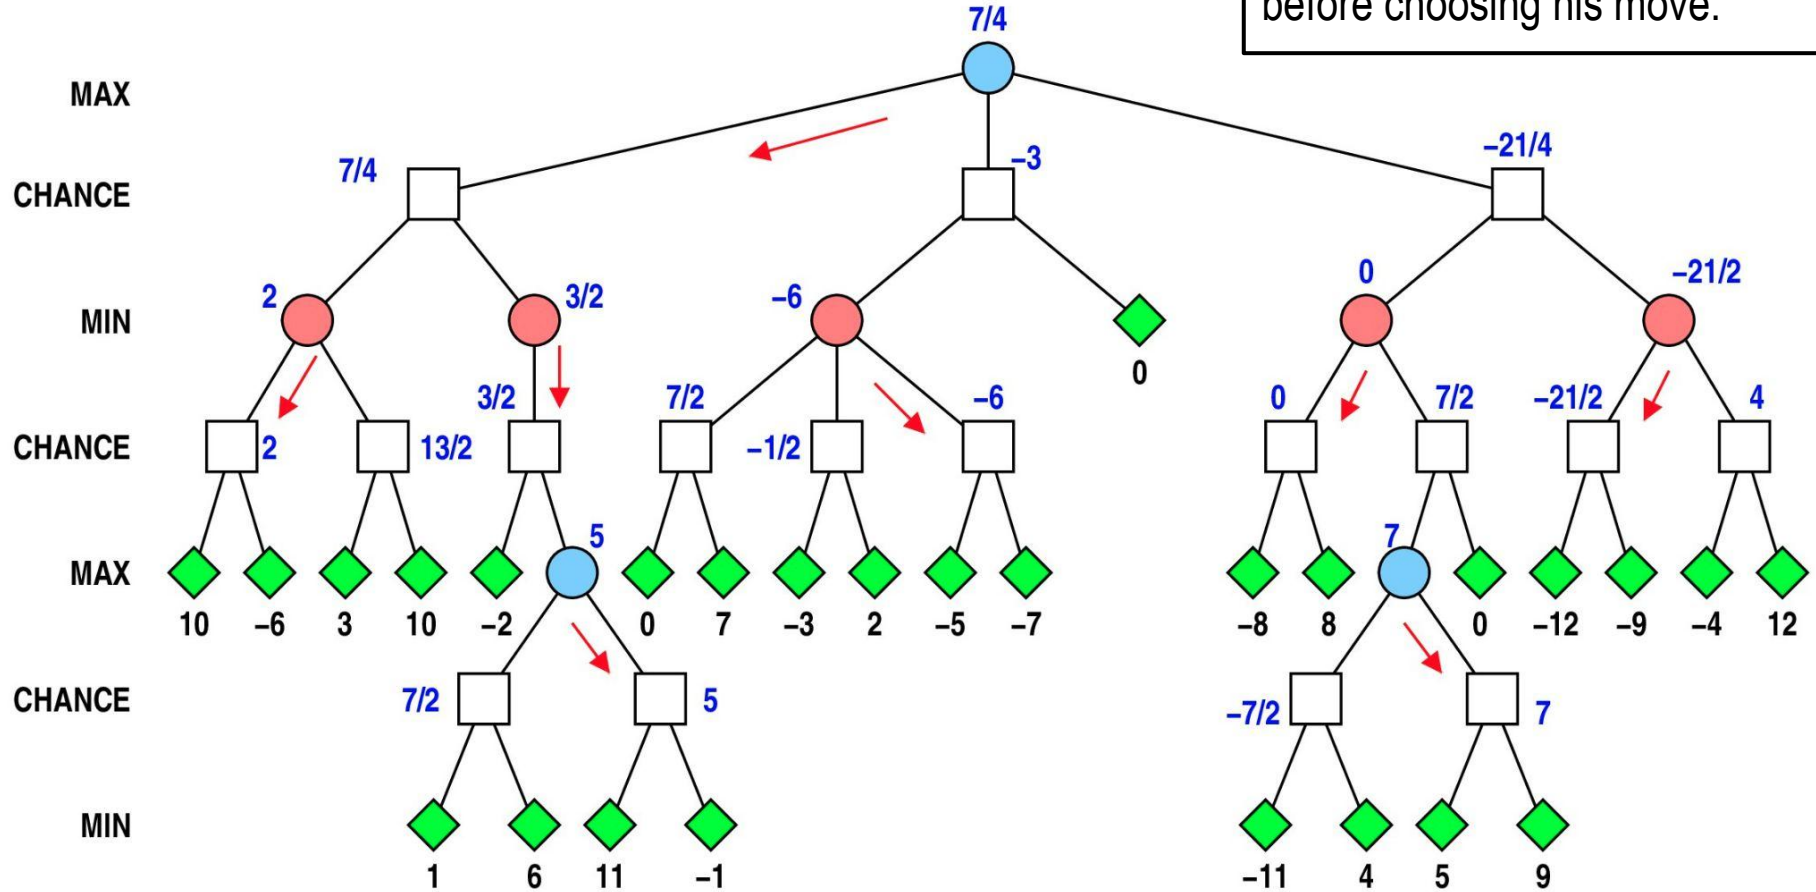 before choosing his move.
7/4
MAX
7/4 −3 −21/4
CHANCE
2 3/2 −6 0 −21/2
MIN
0
3/2 7/2 −6 0 7/2 −21/2 4
CHANCE
2 13/2 −1/2
5 7
MAX
10 −6 3 10 −2 0 7 −3 2 −5 −7 −8 8 0 −12 −9 −4 12
CHANCE
7/2 5 −7/2 7
MIN
1 6 11 −1 −11 4 5 9